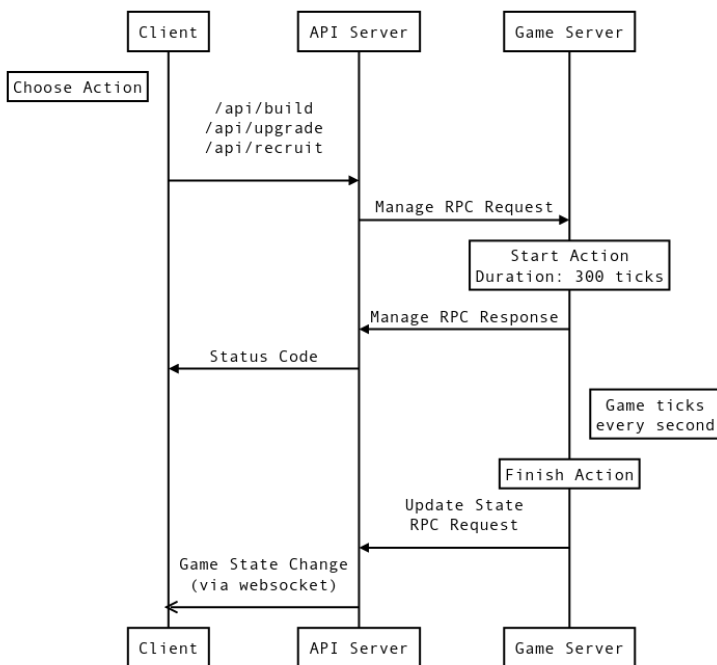 Client
API Server
Game Server
Choose Action
/api/build
/api/upgrade
/api/recruit
Manage RPC Request
Start Action
Duration: 300 ticks
Manage RPC Response
Status Code
Game ticks
every second
Finish Action
Update State
RPC Request
Game State Change
(via websocket)
Client
API Server
Game Server